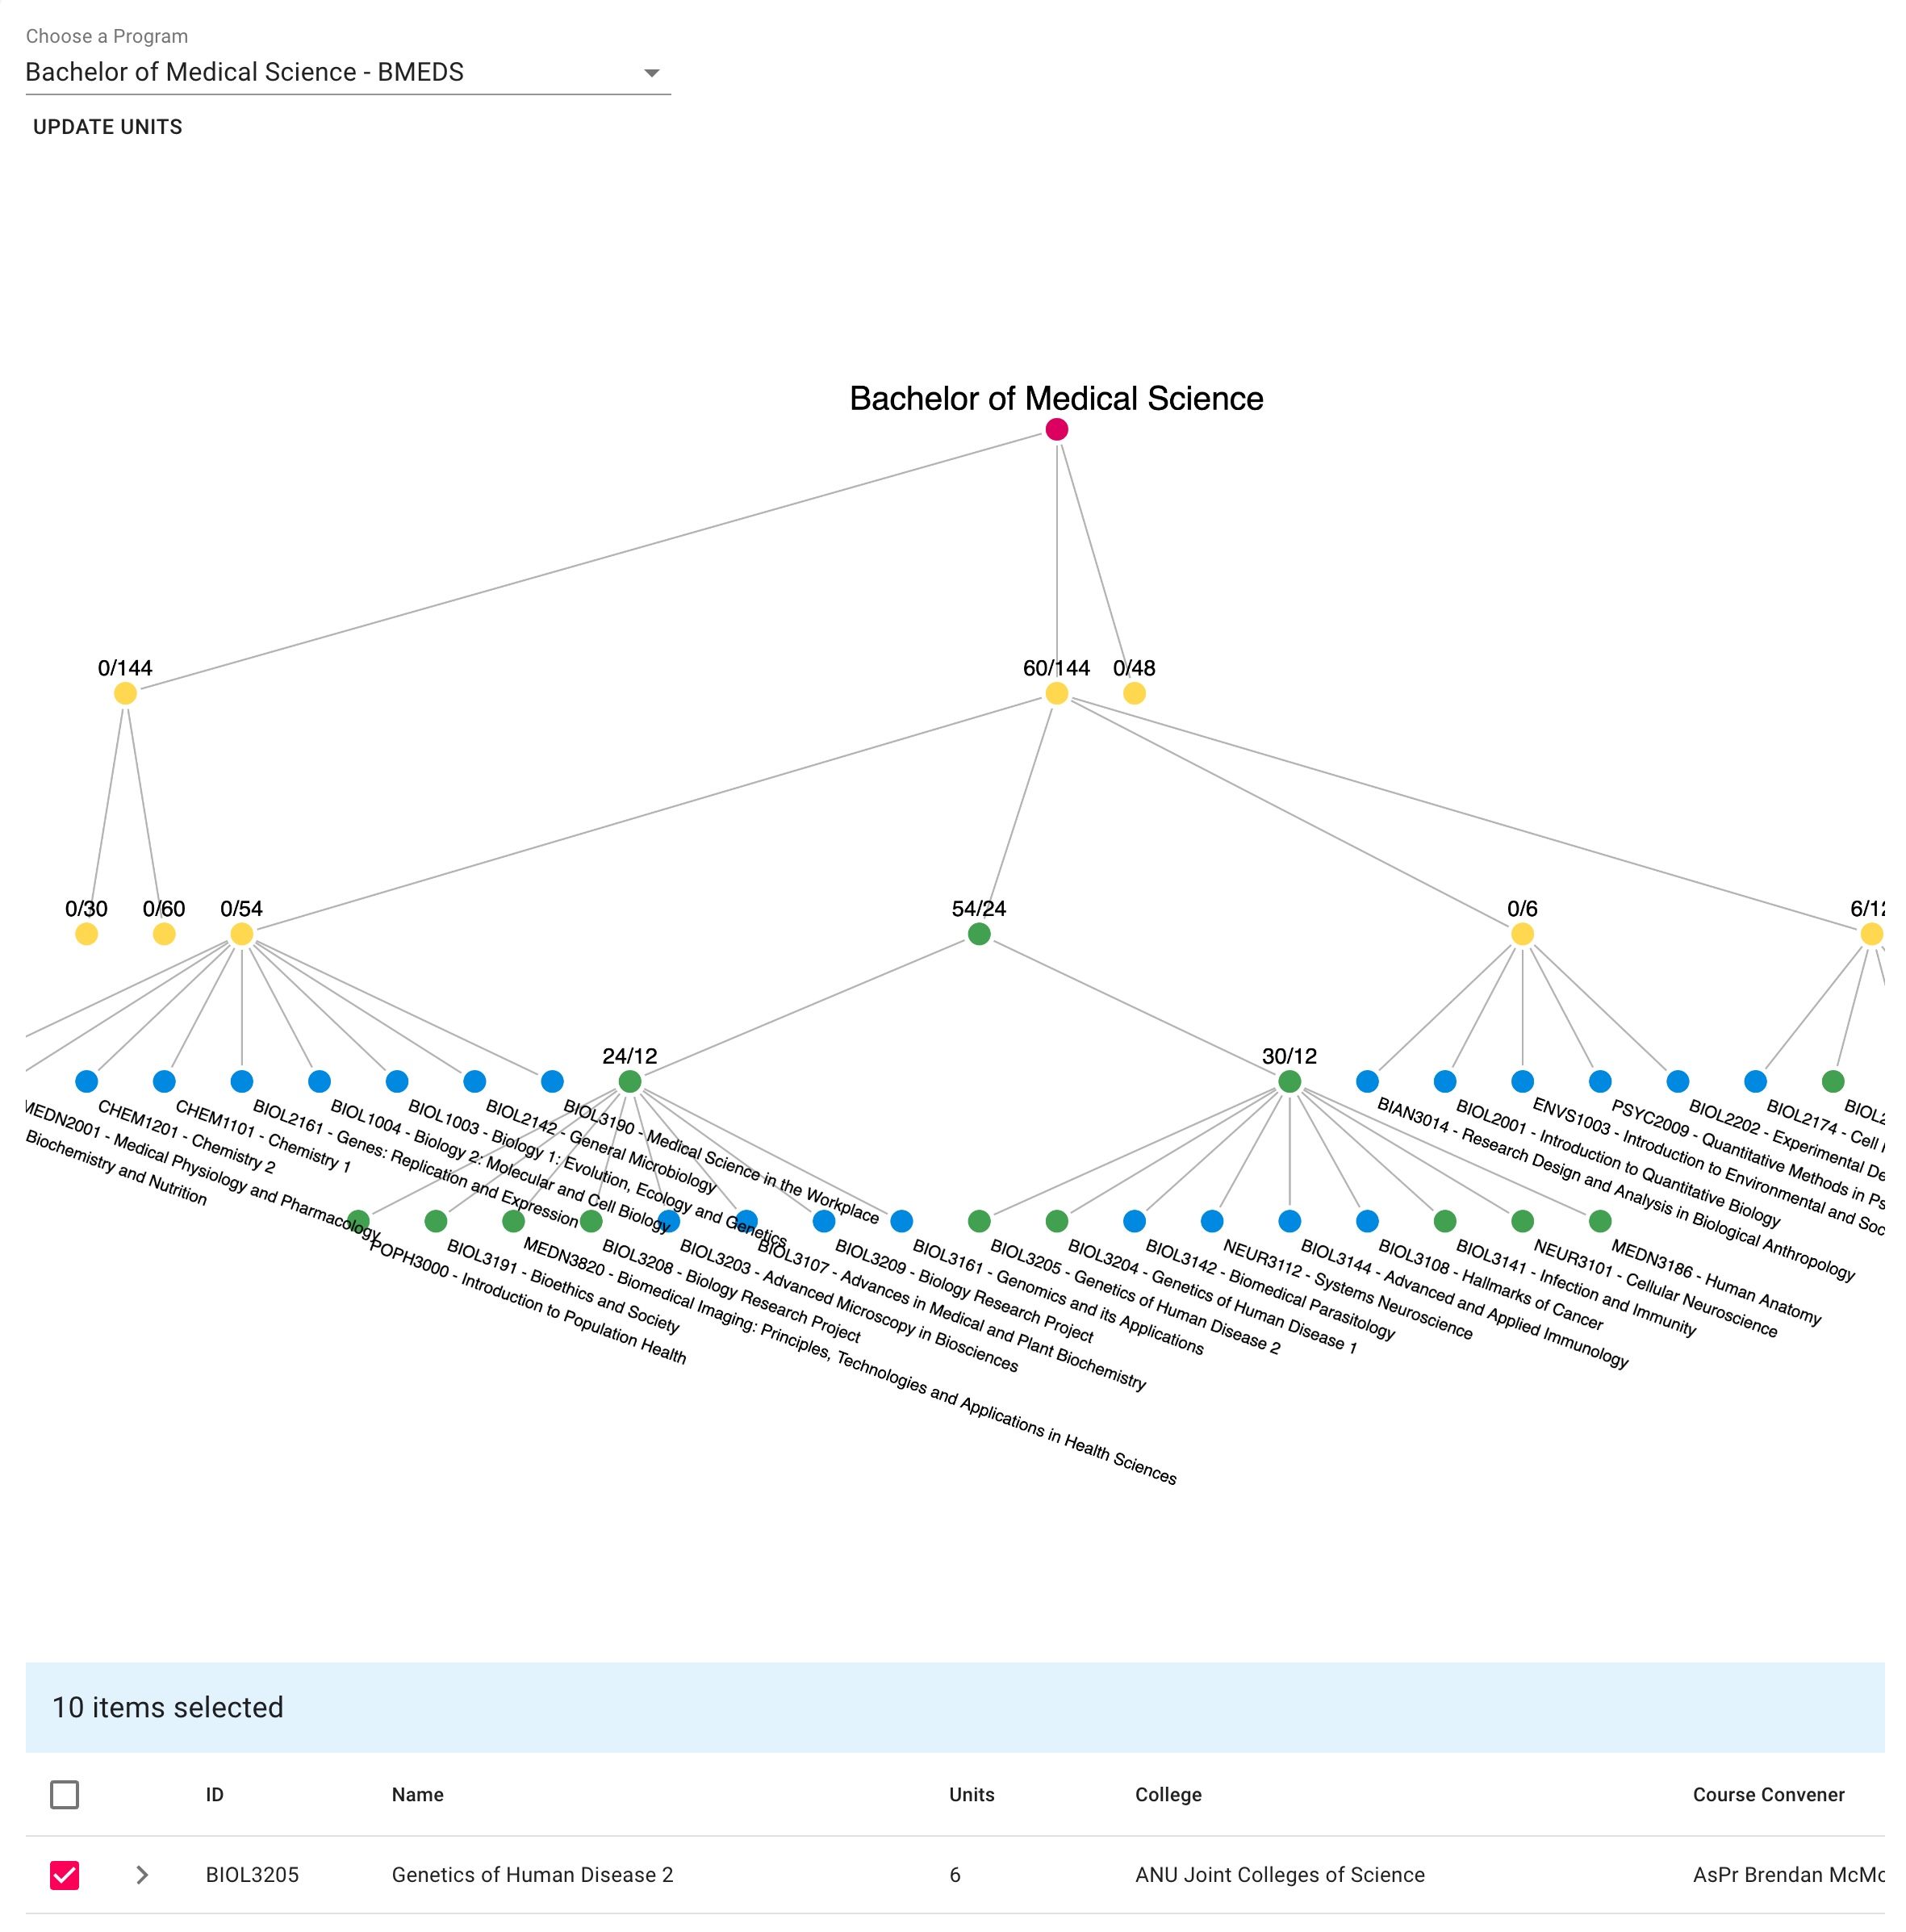 Choose a Program
Bachelor of Medical Science - BMEDS
UPDATE UNITS
Bachelor of Medical Science
0/144
60/144
0/48
0/30
0/60
0/54
54/24
0/6
6/12
24/12
30/12
Biochemistry and Nutrition
MEDN2001 - Medical Physiology and Pharmacology
CHEM1201 - Chemistry 2
CHEM1101 - Chemistry 1
BIOL2161 - Genes: Replication and Expression
BIOL1004 - Biology 2: Molecular and Cell Biology
BIOL1003 - Biology 1: Evolution, Ecology and Genetics
BIOL2142 - General Microbiology
BIOL3190 - Medical Science in the Workplace
BIAN3014 - Research Design and Analysis in Biological Anthropology
BIOL2001 - Introduction to Quantitative Biology
ENVS1003 - Introduction to Environmental and Soc
PSYC2009 - Quantitative Methods in Ps
BIOL2202 - Experimental De
BIOL2174 - Cell
BIOL2
POPH3000 - Introduction to Population Health
BIOL3191 - Bioethics and Society
MEDN3820 - Biomedical Imaging: Principles, Technologies and Applications in Health Sciences
BIOL3208 - Biology Research Project
BIOL3203 - Advanced Microscopy in Biosciences
BIOL3107 - Advances in Medical and Plant Biochemistry
BIOL3209 - Biology Research Project
BIOL3161 - Genomics and its Applications
BIOL3205 - Genetics of Human Disease 2
BIOL3204 - Genetics of Human Disease 1
BIOL3142 - Biomedical Parasitology
NEUR3112 - Systems Neuroscience
BIOL3144 - Advanced and Applied Immunology
BIOL3108 - Hallmarks of Cancer
BIOL3141 - Infection and Immunity
NEUR3101 - Cellular Neuroscience
MEDN3186 - Human Anatomy
10 items selected
ID Name Units College Course Convener
BIOL3205 Genetics of Human Disease 2 6 ANU Joint Colleges of Science AsPr Brendan McMo